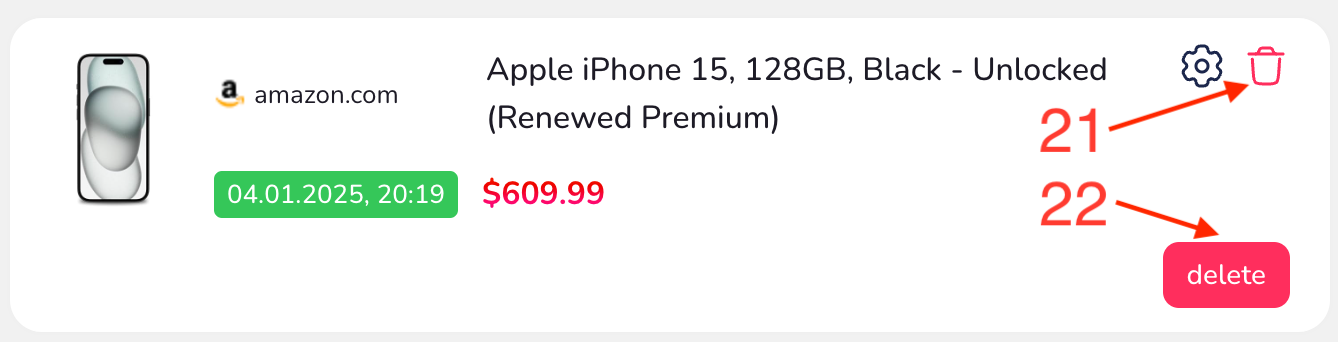 Apple iPhone 15, 128GB, Black - Unlocked
(Renewed Premium)
a amazon.com
21
04.01.2025, 20:19
$609.99
22
delete